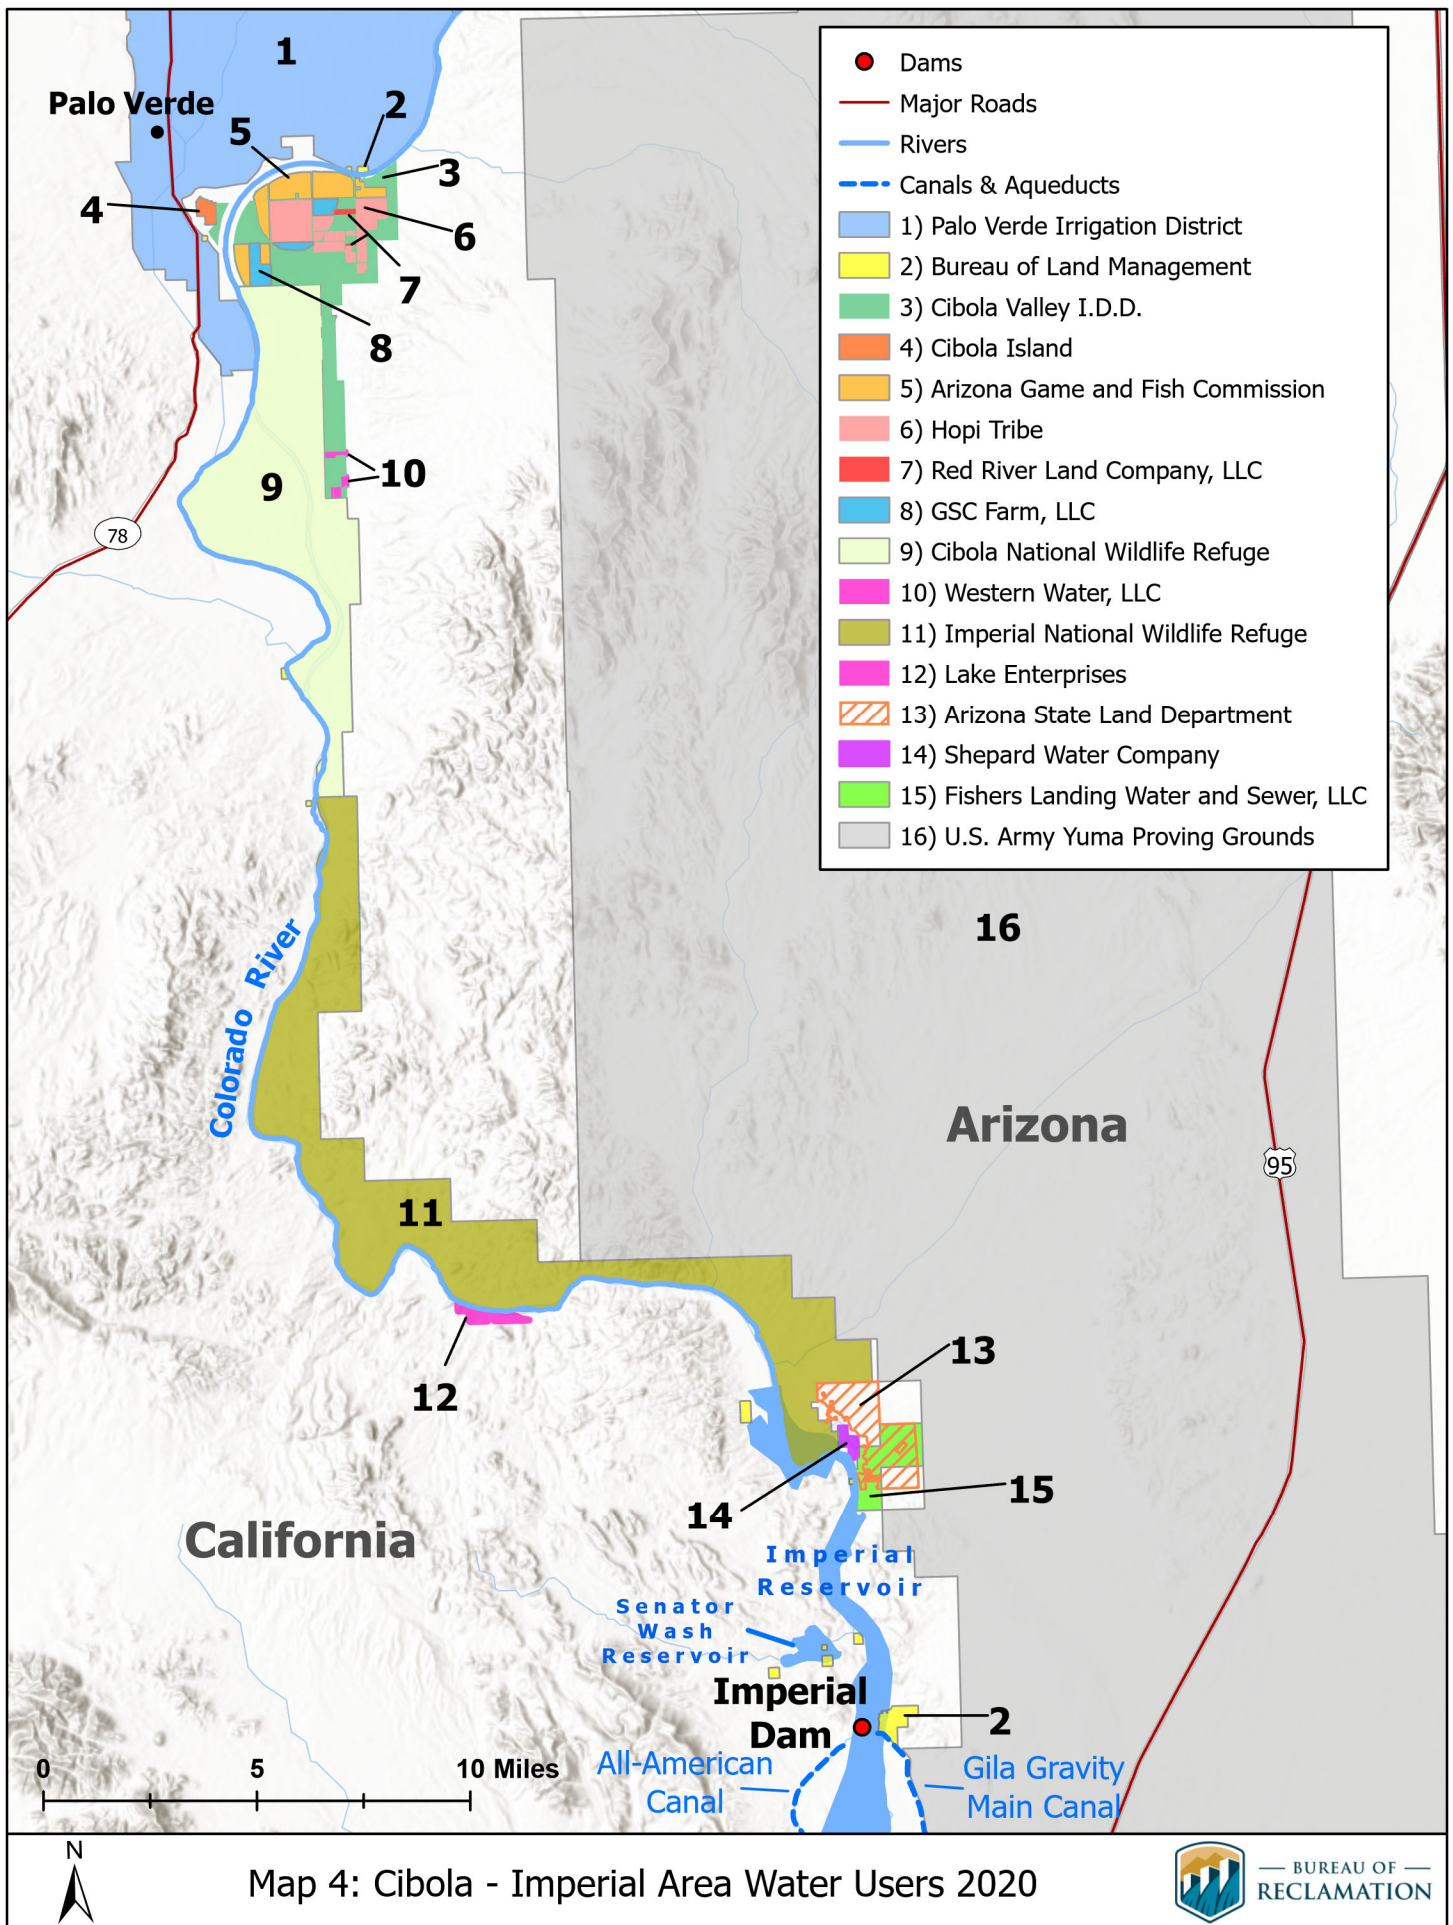 1
Palo Verde
2
5
3
4
6
7
8
10
9
78
Dams
Major Roads
Rivers
Canals & Aqueducts
1) Palo Verde Irrigation District
2) Bureau of Land Management
3) Cibola Valley I.D.D.
4) Cibola Island
5) Arizona Game and Fish Commission
6) Hopi Tribe
7) Red River Land Company, LLC
8) GSC Farm, LLC
9) Cibola National Wildlife Refuge
10) Western Water, LLC
11) Imperial National Wildlife Refuge
12) Lake Enterprises
13) Arizona State Land Department
14) Shepard Water Company
15) Fishers Landing Water and Sewer, LLC
16) U.S. Army Yuma Proving Grounds
16
Colorado River
Arizona
95
11
13
12
15
14
California
Imperial
Reservoir
Senator
Wash
Reservoir
Imperial
Dam
2
0 5 10 Miles
All-American
Canal
Gila Gravity
Main Canal
N
Map 4: Cibola - Imperial Area Water Users 2020
BUREAU OF
RECLAMATION